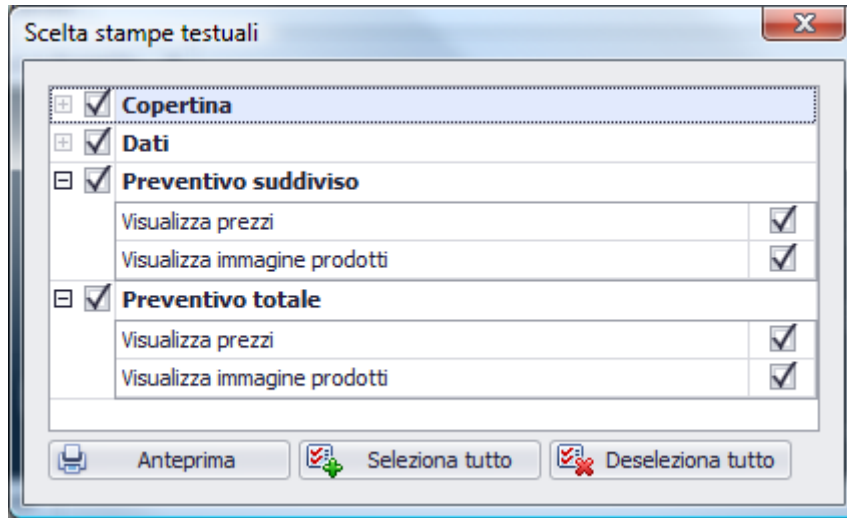 Scelta stampe testuali
Copertina
Dati
Preventivo suddiviso
Visualizza prezzi
Visualizza immagine prodotti
Preventivo totale
Visualizza prezzi
Visualizza immagine prodotti
Anteprima Seleziona tutto Deseleziona tutto